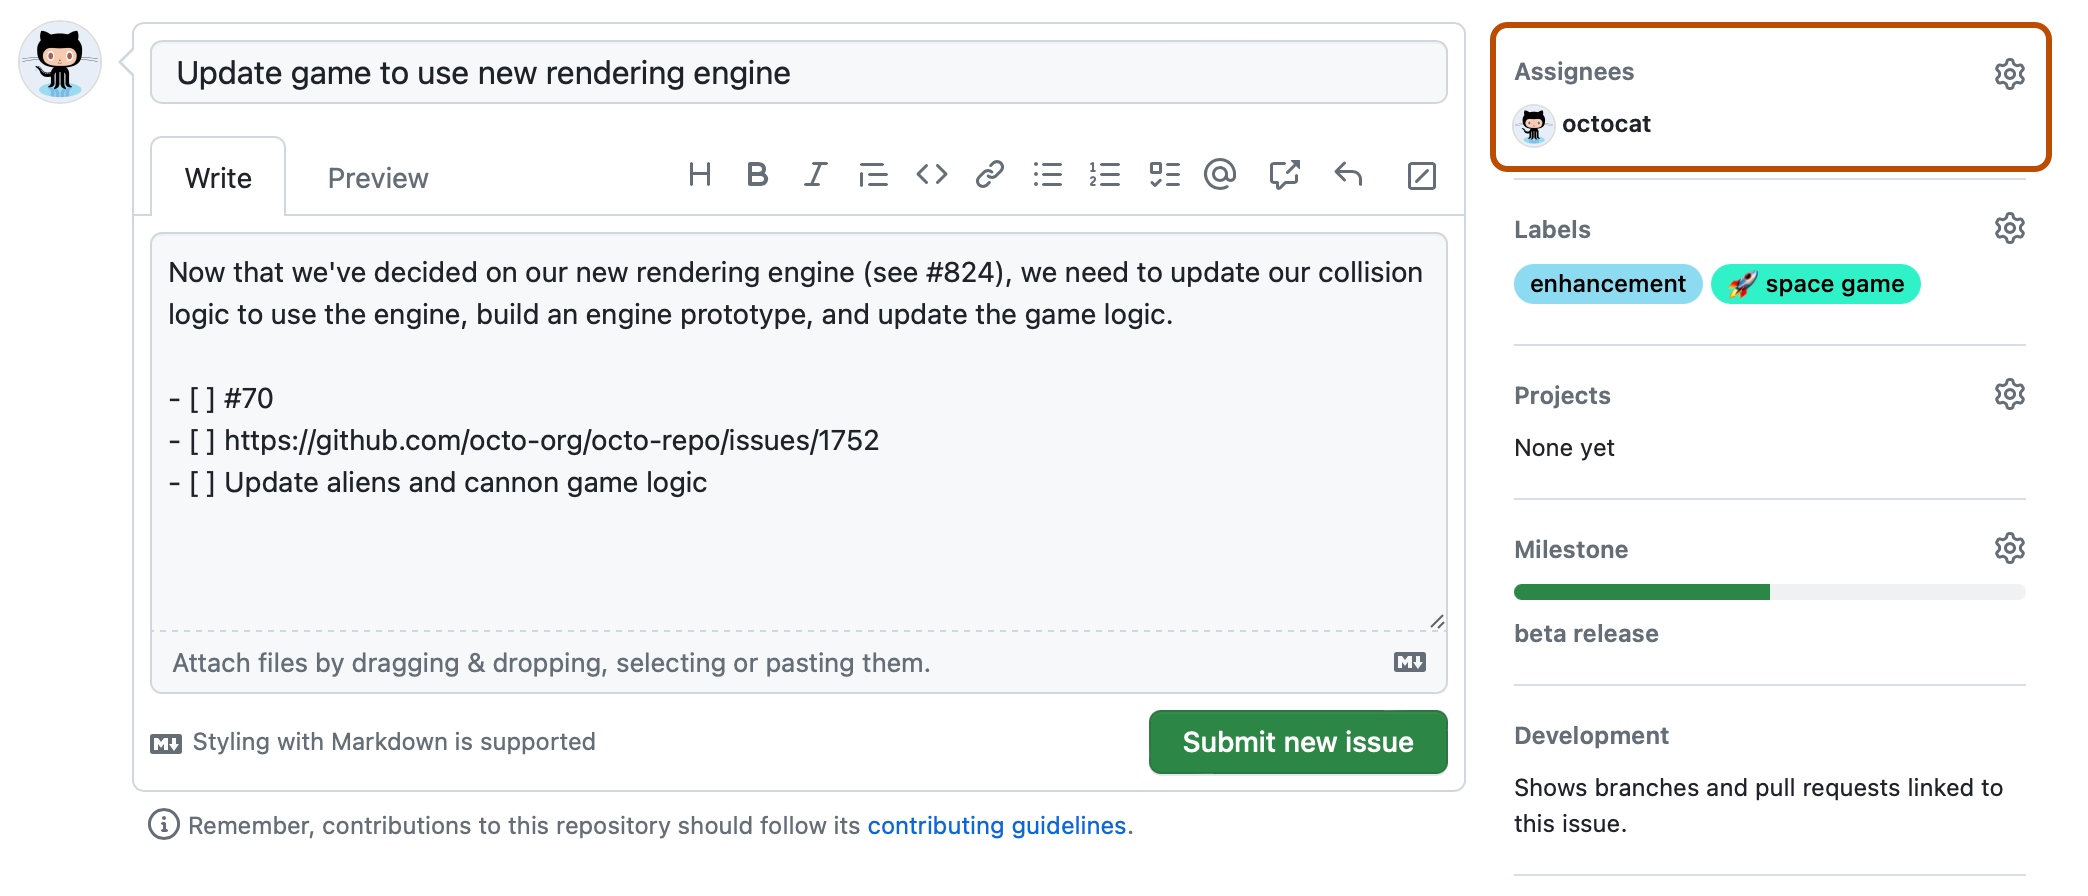 Update game to use new rendering engine
Write
Preview
Now that we've decided on our new rendering engine (see #824), we need to update our collision
logic to use the engine, build an engine prototype, and update the game logic.
- [ ] #70
- [ ] https://github.com/octo-org/octo-repo/issues/1752
- [ ] Update aliens and cannon game logic
Attach files by dragging & dropping, selecting or pasting them.
Styling with Markdown is supported
Submit new issue
Remember, contributions to this repository should follow its contributing guidelines.
Assignees
octocat
Labels
enhancement
🚀 space game
Projects
None yet
Milestone
beta release
Development
Shows branches and pull requests linked to
this issue.